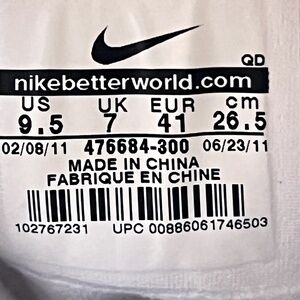 QD
nikebetterworld.com
US UK EUR cm
9.5 7 41 26.5
02/08/11 476684-300 06/23/11
MADE IN CHINA
FABRIQUE EN CHINE
102767231 UPC 00886061746503